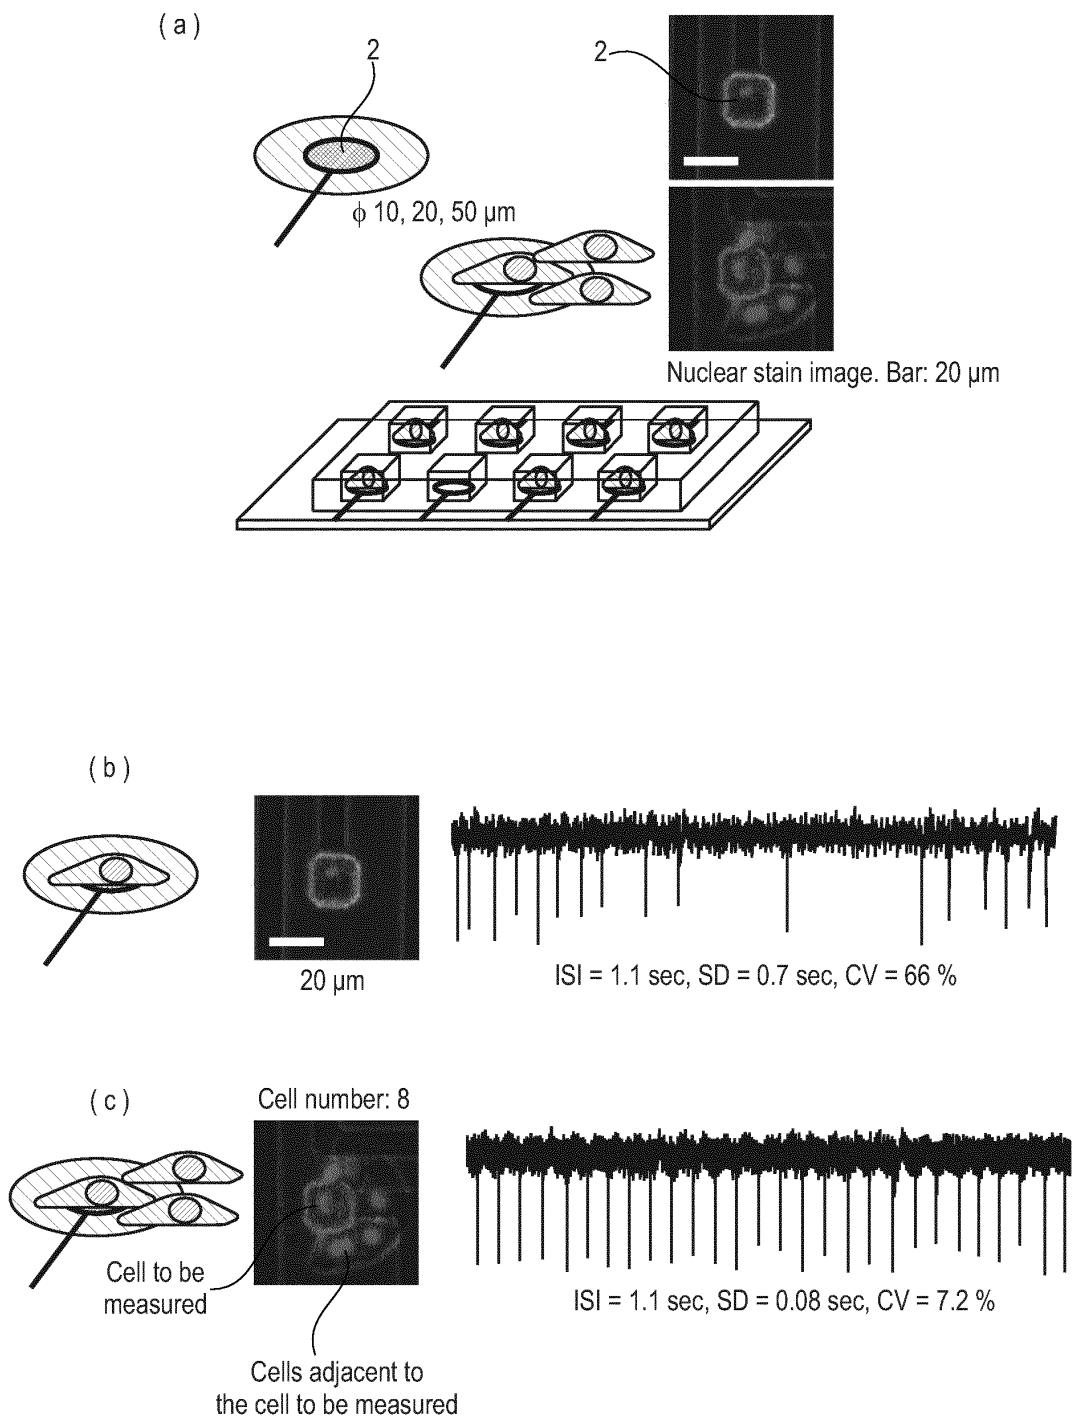 ( a )
2
2
ϕ 10, 20, 50 µm
Nuclear stain image. Bar: 20 µm
( b )
20 µm
ISI = 1.1 sec, SD = 0.7 sec, CV = 66 %
( c )
Cell number: 8
Cell to be
measured
ISI = 1.1 sec, SD = 0.08 sec, CV = 7.2 %
Cells adjacent to
the cell to be measured